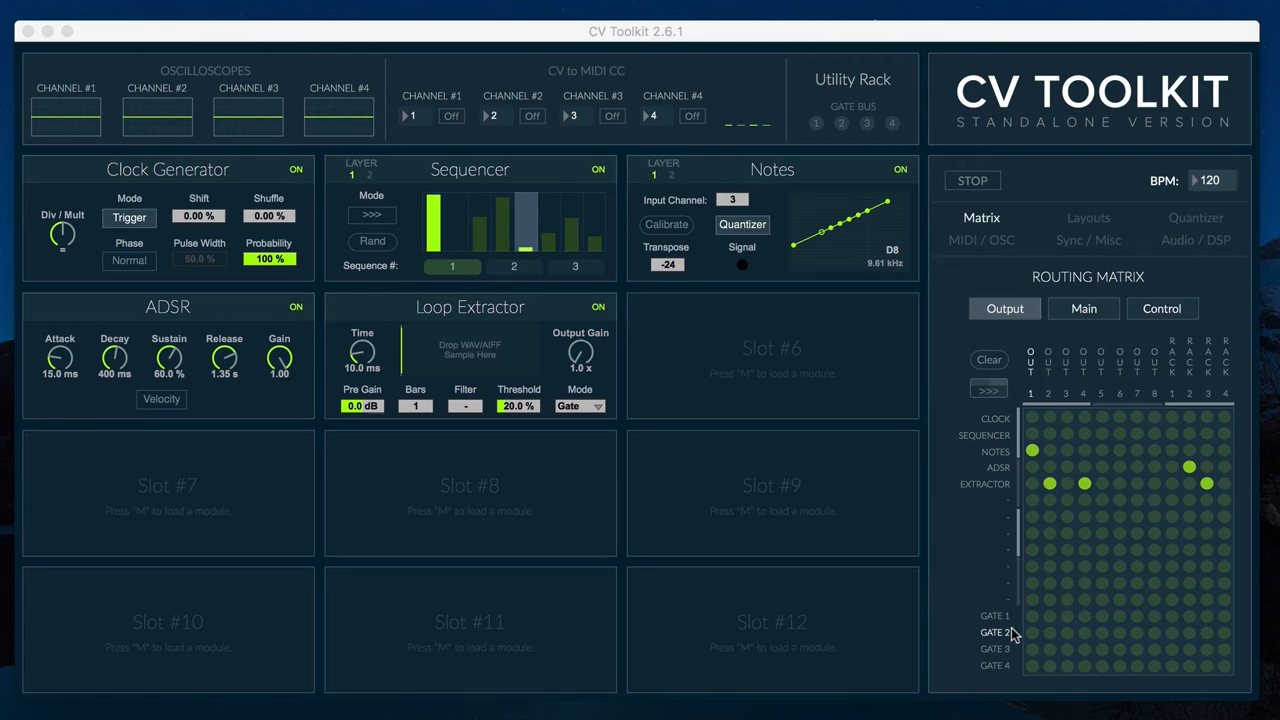 CV Toolkit 2.6.1
OSCILLOSCOPES
CHANNEL #1 CHANNEL #2 CHANNEL #3 CHANNEL #4
CV to MIDI CC
CHANNEL #1 CHANNEL #2 CHANNEL #3 CHANNEL #4
1 Off 2 Off 3 Off 4 Off
Utility Rack
GATE BUS
1 2 3 4
CV TOOLKIT
STANDALONE VERSION
Clock Generator ON
Mode Shift Shuffle
Div / Mult Trigger 0.00 % 0.00 %
Phase Pulse Width Probability
= Normal 50.0 % 100 %
LAYER
1 2
Sequencer ON
Mode
>>>
Rand
Sequence #: 1 2 3
LAYER
1 2
Notes ON
Input Channel: 3
Calibrate Quantizer
Transpose Signal
-24
D8
9.61 kHz
STOP BPM: 120
Matrix Layouts Quantizer
MIDI / OSC Sync / Misc Audio / DSP
ROUTING MATRIX
Output Main Control
Clear
>>>
OUT OUT OUT OUT OUT OUT OUT OUT RACK RACK RACK RACK
1 2 3 4 5 6 7 8 1 2 3 4
CLOCK
SEQUENCER
NOTES
ADSR
EXTRACTOR
-
-
-
-
-
-
-
GATE 1
GATE 2
GATE 3
GATE 4
ADSR ON
Attack Decay Sustain Release Gain
15.0 ms 400 ms 60.0 % 1.35 s 1.00
Velocity
Loop Extractor ON
Time
10.0 ms
Drop WAV/AIFF
Sample Here
Output Gain
1.0 x
Pre Gain Bars Filter Threshold Mode
0.0 dB 1 - 20.0 % Gate
Slot #6
Press "M" to load a module.
Slot #7
Press "M" to load a module.
Slot #8
Press "M" to load a module.
Slot #9
Press "M" to load a module.
Slot #10
Press "M" to load a module.
Slot #11
Press "M" to load a module.
Slot #12
Press "M" to load a module.